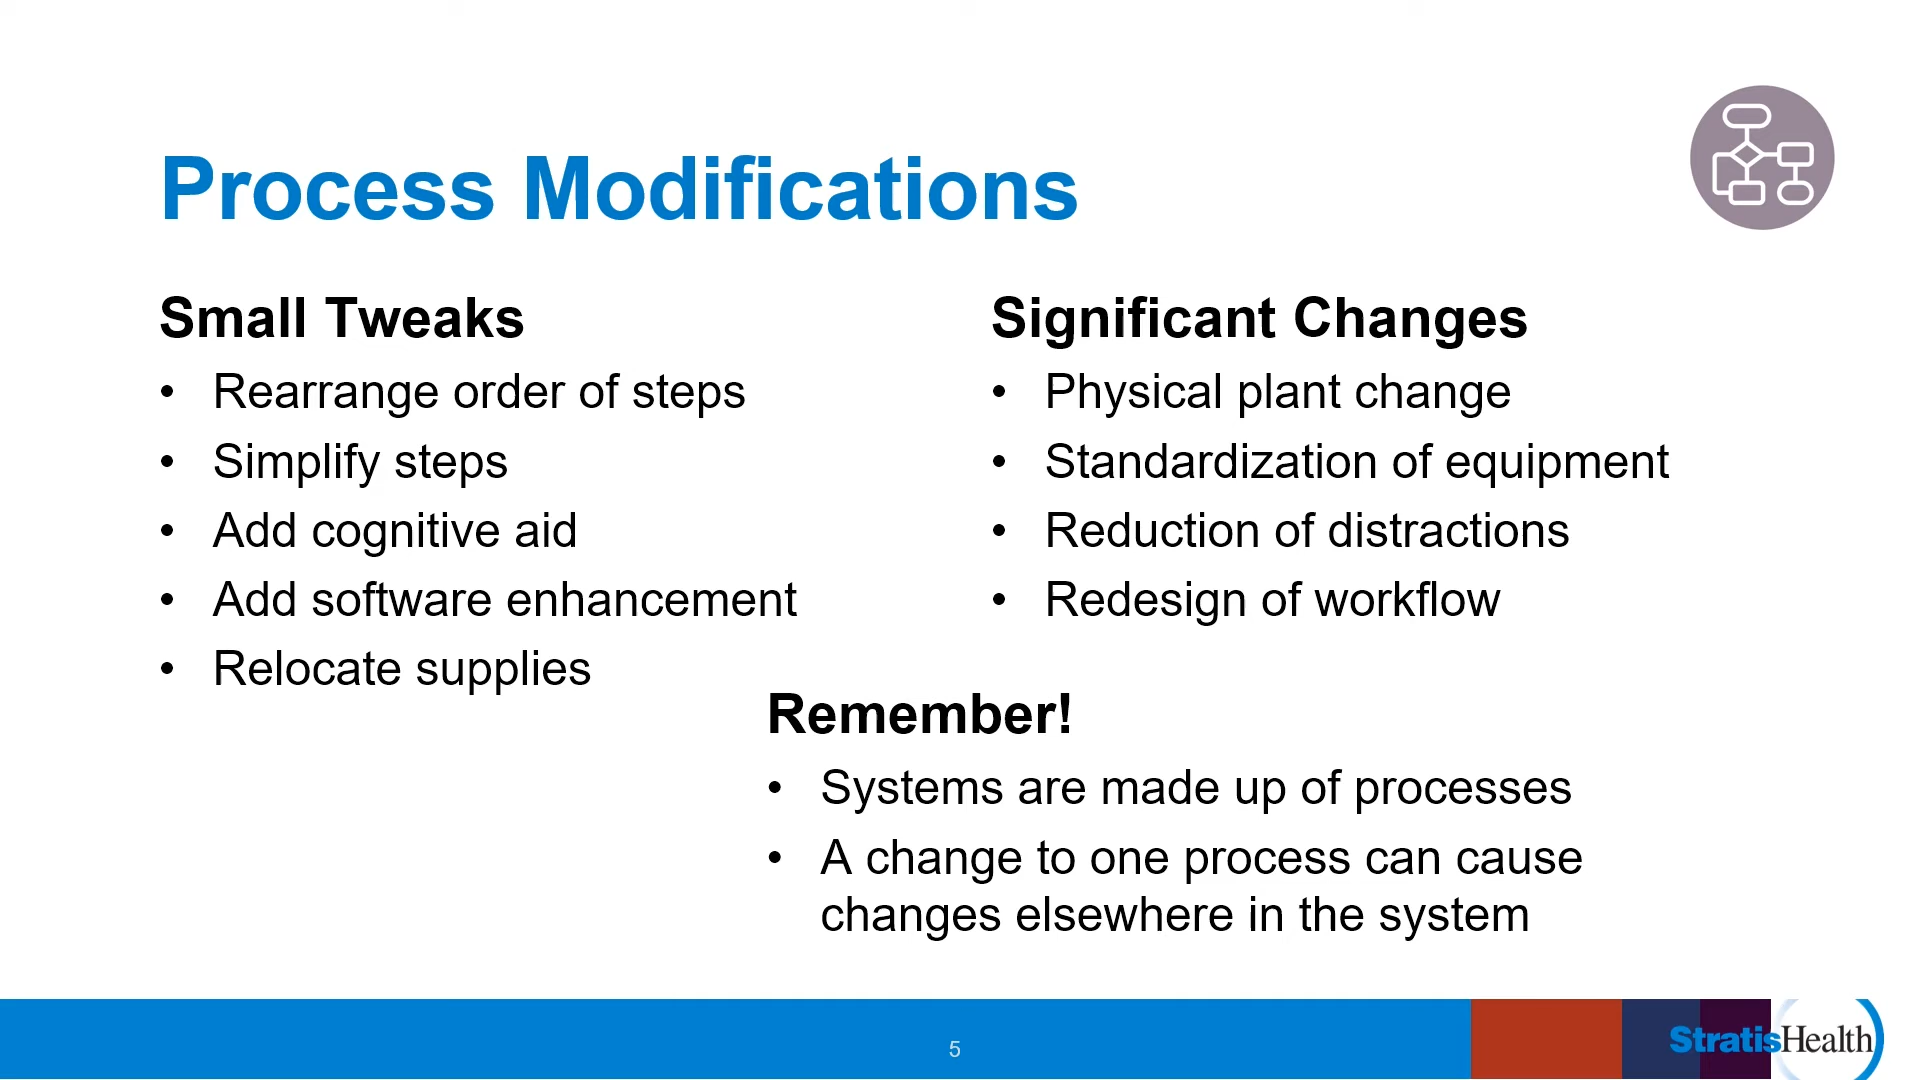 Process Modifications
Small Tweaks
• Rearrange order of steps
• Simplify steps
• Add cognitive aid
• Add software enhancement
• Relocate supplies
Significant Changes
• Physical plant change
• Standardization of equipment
• Reduction of distractions
• Redesign of workflow
Remember!
• Systems are made up of processes
• A change to one process can cause
changes elsewhere in the system
5
StratisHealth